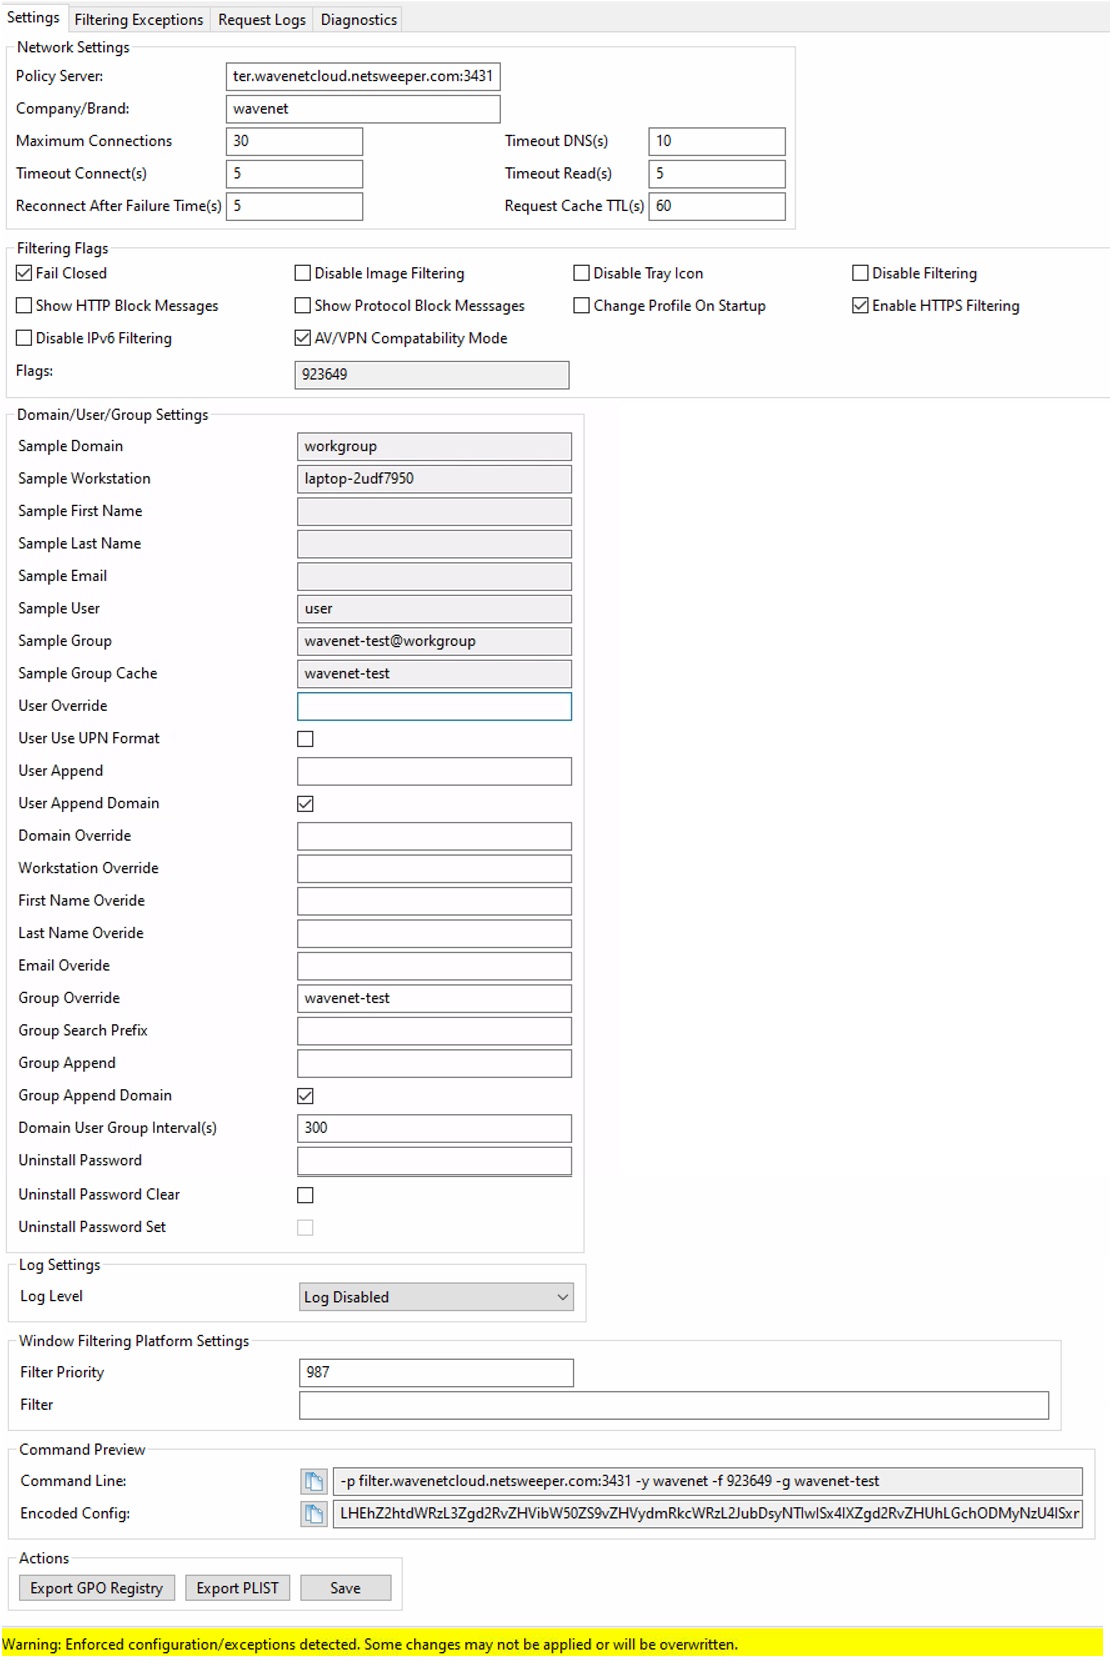 Settings Filtering Exceptions Request Logs Diagnostics
Network Settings
Policy Server: ter.wavenetcloud.netsweeper.com:3431
Company/Brand: wavenet
Maximum Connections 30 Timeout DNS(s) 10
Timeout Connect(s) 5 Timeout Read(s) 5
Reconnect After Failure Time(s) 5 Request Cache TTL(s) 60
Filtering Flags
Fail Closed Disable Image Filtering Disable Tray Icon Disable Filtering
Show HTTP Block Messages Show Protocol Block Messsages Change Profile On Startup Enable HTTPS Filtering
Disable IPv6 Filtering AV/VPN Compatability Mode
Flags: 923649
Domain/User/Group Settings
Sample Domain workgroup
Sample Workstation laptop-2udf7950
Sample First Name
Sample Last Name
Sample Email
Sample User user
Sample Group wavenet-test@workgroup
Sample Group Cache wavenet-test
User Override
User Use UPN Format
User Append
User Append Domain
Domain Override
Workstation Override
First Name Overide
Last Name Overide
Email Overide
Group Override wavenet-test
Group Search Prefix
Group Append
Group Append Domain
Domain User Group Interval(s) 300
Uninstall Password
Uninstall Password Clear
Uninstall Password Set
Log Settings
Log Level Log Disabled
Window Filtering Platform Settings
Filter Priority 987
Filter
Command Preview
Command Line: -p filter.wavenetcloud.netsweeper.com:3431 -y wavenet -f 923649 -g wavenet-test
Encoded Config:
Actions
Export GPO Registry Export PLIST Save
Warning: Enforced configuration/exceptions detected. Some changes may not be applied or will be overwritten.